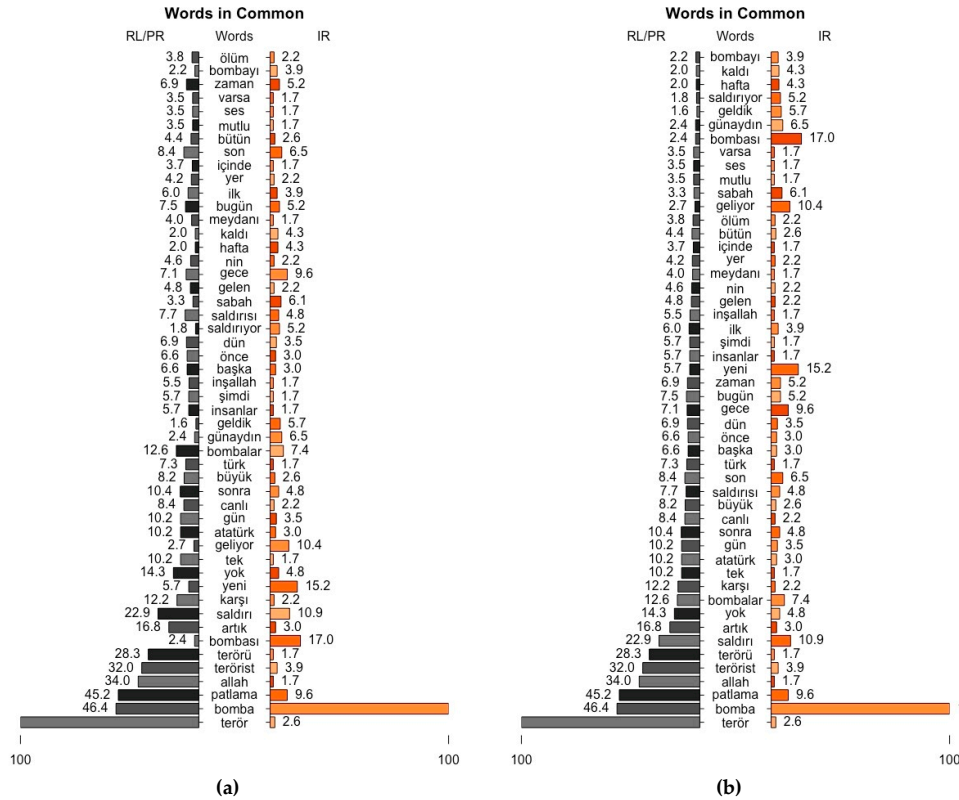 Words in Common
RL/PR Words IR
3.8 ölüm 2.2
2.2 bombayı 3.9
6.9 zaman 5.2
3.5 varsa 1.7
3.5 ses 1.7
3.5 mutlu 1.7
4.4 bütün 2.6
8.4 son 6.5
3.7 içinde 1.7
4.2 yer 2.2
6.0 ilk 3.9
7.5 bugün 5.2
4.0 meydanı 1.7
2.0 kaldı 4.3
2.0 hafta 4.3
4.6 nin 2.2
7.1 gece 9.6
4.8 gelen 2.2
3.3 sabah 6.1
7.7 saldırısı 4.8
1.8 saldırıyor 5.2
6.9 dün 3.5
6.6 önce 3.0
6.6 başka 3.0
5.5 inşallah 1.7
5.7 şimdi 1.7
5.7 insanlar 1.7
1.6 geldik 5.7
2.4 günaydın 6.5
12.6 bombalar 7.4
7.3 türk 1.7
8.2 büyük 2.6
10.4 sonra 4.8
8.4 canlı 2.2
10.2 gün 3.5
10.2 atatürk 3.0
2.7 geliyor 10.4
10.2 tek 1.7
14.3 yok 4.8
5.7 yeni 15.2
12.2 karşı 2.2
22.9 saldırı 10.9
16.8 artık 3.0
2.4 bombası 17.0
28.3 terörü 1.7
32.0 terörist 3.9
34.0 allah 1.7
45.2 patlama 9.6
46.4 bomba
terör 2.6
100 100
(a)
Words in Common
RL/PR Words IR
2.2 bombayı 3.9
2.0 kaldı 4.3
2.0 hafta 4.3
1.8 saldırıyor 5.2
1.6 geldik 5.7
2.4 günaydın 6.5
2.4 bombası 17.0
3.5 varsa 1.7
3.5 ses 1.7
3.5 mutlu 1.7
3.3 sabah 6.1
2.7 geliyor 10.4
3.8 ölüm 2.2
4.4 bütün 2.6
3.7 içinde 1.7
4.2 yer 2.2
4.0 meydanı 1.7
4.6 nin 2.2
4.8 gelen 2.2
5.5 inşallah 1.7
6.0 ilk 3.9
5.7 şimdi 1.7
5.7 insanlar 1.7
5.7 yeni 15.2
6.9 zaman 5.2
7.5 bugün 5.2
7.1 gece 9.6
6.9 dün 3.5
6.6 önce 3.0
6.6 başka 3.0
7.3 türk 1.7
8.4 son 6.5
7.7 saldırısı 4.8
8.2 büyük 2.6
8.4 canlı 2.2
10.4 sonra 4.8
10.2 gün 3.5
10.2 atatürk 3.0
10.2 tek 1.7
12.2 karşı 2.2
12.6 bombalar 7.4
14.3 yok 4.8
16.8 artık 3.0
22.9 saldırı 10.9
28.3 terörü 1.7
32.0 terörist 3.9
34.0 allah 1.7
45.2 patlama 9.6
46.4 bomba
terör 2.6
100 100
(b)